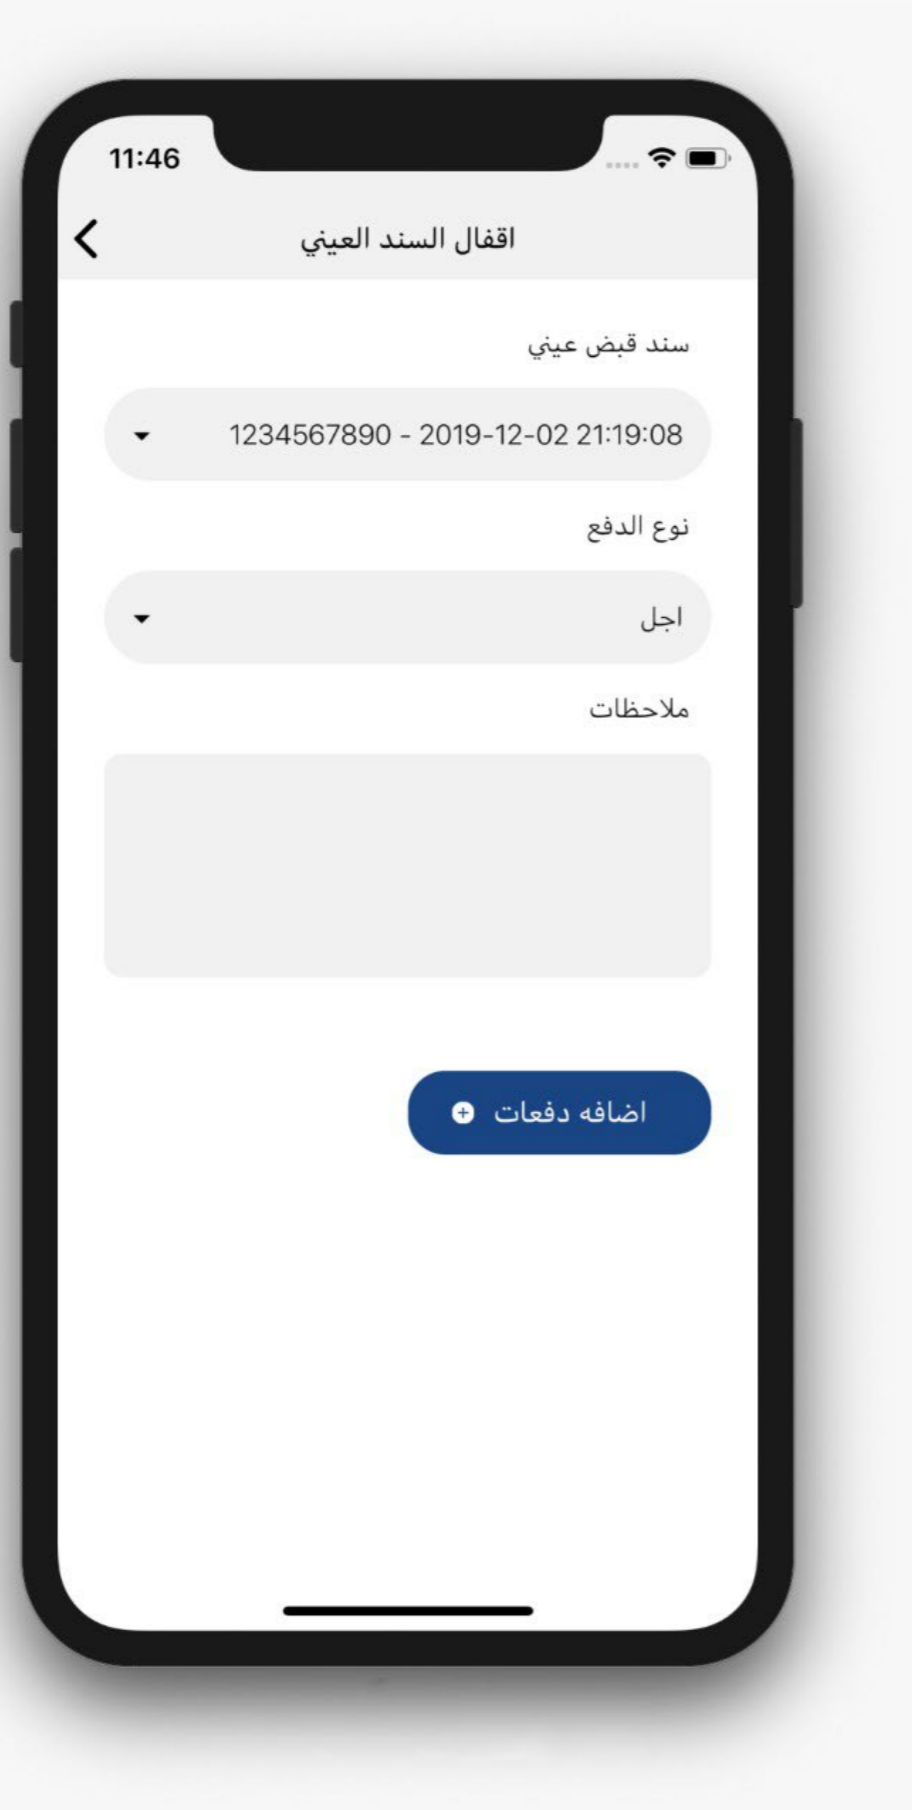 11:46
اقفال السند العيني
سند قبض عيني
1234567890 - 2019-12-02 21:19:08
نوع الدفع
اجل
ملاحظات
اضافه دفعات